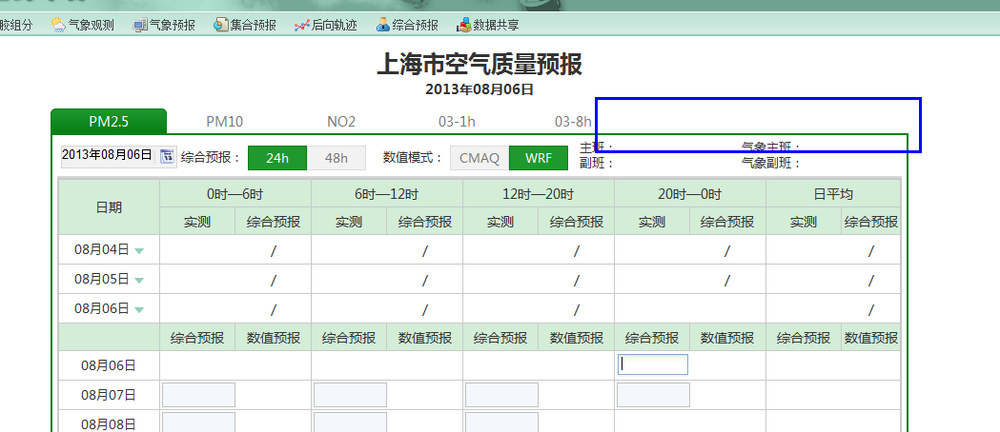 胶组分 气象观测 气象预报 集合预报 后向轨迹 综合预报 数据共享
上海市空气质量预报
2013年08月06日
PM2.5 PM10 NO2 03-1h 03-8h
2013年08月06日 综合预报： 24h 48h 数值模式： CMAQ WRF 主班： 气象主班：
副班： 气象副班：
日期 0时—6时 6时—12时 12时—20时 20时—0时 日平均
实测 综合预报 实测 综合预报 实测 综合预报 实测 综合预报 实测 综合预报
08月04日 / / / / /
08月05日 / / / / /
08月06日 / / / /
综合预报 数值预报 综合预报 数值预报 综合预报 数值预报 综合预报 数值预报 综合预报 数值预报
08月06日
08月07日
08月08日